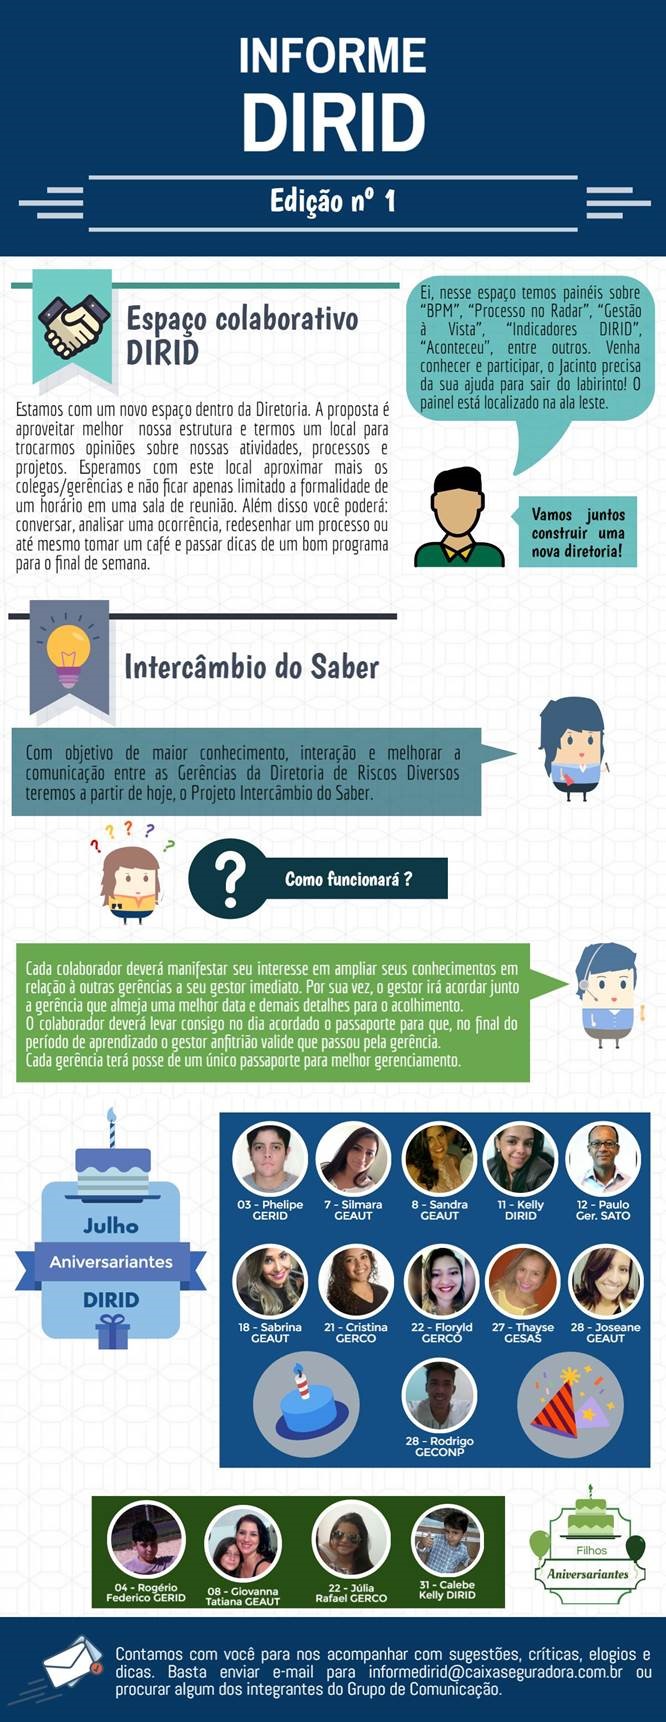 INFORME
DIRID
Edição nº 1
Espaço colaborativo
DIRID
Estamos com um novo espaço dentro da Diretoria. A proposta é
aproveitar melhor nossa estrutura e termos um local para
trocarmos opiniões sobre nossas atividades, processos e
projetos. Esperamos com este local aproximar mais os
colegas/gerências e não ficar apenas limitado a formalidade de
um horário em uma sala de reunião. Além disso você poderá:
conversar, analisar uma ocorrência, redesenhar um processo ou
até mesmo tomar um café e passar dicas de um bom programa
para o final de semana.
Ei, nesse espaço temos painéis sobre
“BPM”, “Processo no Radar”, “Gestão
à Vista”, “Indicadores DIRID”,
“Aconteceu”, entre outros. Venha
conhecer e participar, o Jacinto precisa
da sua ajuda para sair do labirinto! O
painel está localizado na ala leste.
Vamos juntos
construir uma
nova diretoria!
Intercâmbio do Saber
Com objetivo de maior conhecimento, interação e melhorar a
comunicação entre as Gerências da Diretoria de Riscos Diversos
teremos a partir de hoje, o Projeto Intercâmbio do Saber.
? ? ? ? ?
?
Como funcionará ?
Cada colaborador deverá manifestar seu interesse em ampliar seus conhecimentos em
relação à outras gerências a seu gestor imediato. Por sua vez, o gestor irá acordar junto
a gerência que almeja uma melhor data e demais detalhes para o acolhimento.
O colaborador deverá levar consigo no dia acordado o passaporte para que, no final do
período de aprendizado o gestor anfitrião valide que passou pela gerência.
Cada gerência terá posse de um único passaporte para melhor gerenciamento.
Julho
Aniversariantes
DIRID
03 - Phelipe
GERID
7 - Silmara
GEAUT
8 - Sandra
GEAUT
11 - Kelly
DIRID
12 - Paulo
Ger. SATO
18 - Sabrina
GEAUT
21 - Cristina
GERCO
22 - Floryld
GERCO
27 - Thayse
GESAS
28 - Joseane
GEAUT
28 - Rodrigo
GECONP
04 - Rogério
Federico GERID
08 - Giovanna
Tatiana GEAUT
22 - Júlia
Rafael GERCO
31 - Calebe
Kelly DIRID
Filhos
Aniversariantes
Contamos com você para nos acompanhar com sugestões, críticas, elogios e
dicas. Basta enviar e-mail para informedirid@caixaseguradora.com.br ou
procurar algum dos integrantes do Grupo de Comunicação.